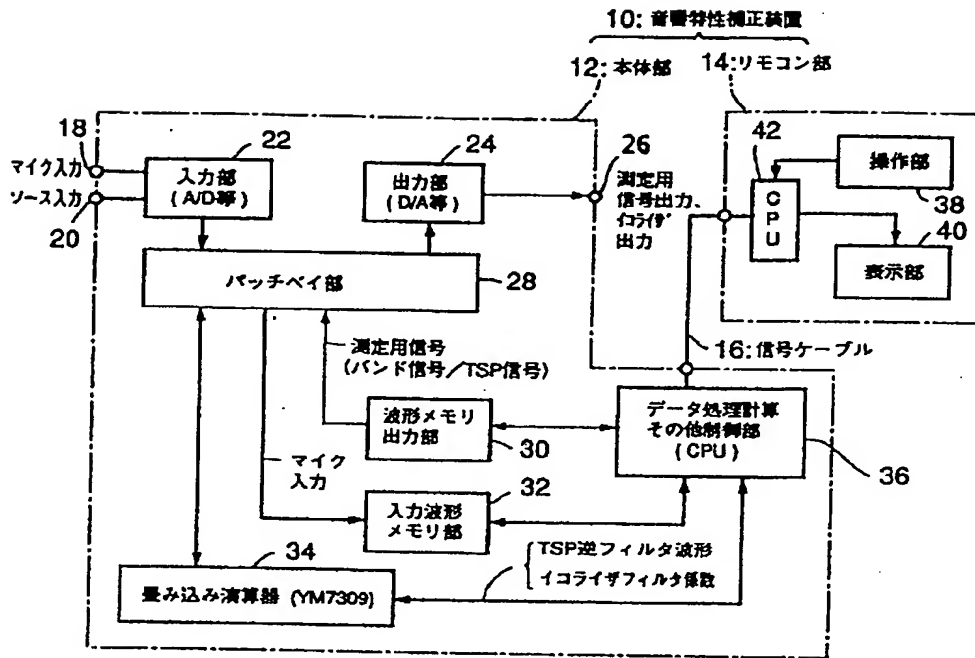 10: 音響特性補正装置
12: 本体部
14: リモコン部
18
マイク入力
ソース入力
20
22
入力部
(A/D等)
24
出力部
(D/A等)
26
測定用
信号出力、
イコライザ
出力
42
CPU
操作部
38
40
表示部
パッチベイ部
28
16: 信号ケーブル
測定用信号
(バンド信号/TSP信号)
波形メモリ
出力部
30
データ処理計算
その他制御部
(CPU)
36
マイク
入力
32
入力波形
メモリ部
34
畳み込み演算器 (YM7309)
TSP逆フィルタ波形
イコライザフィルタ係数